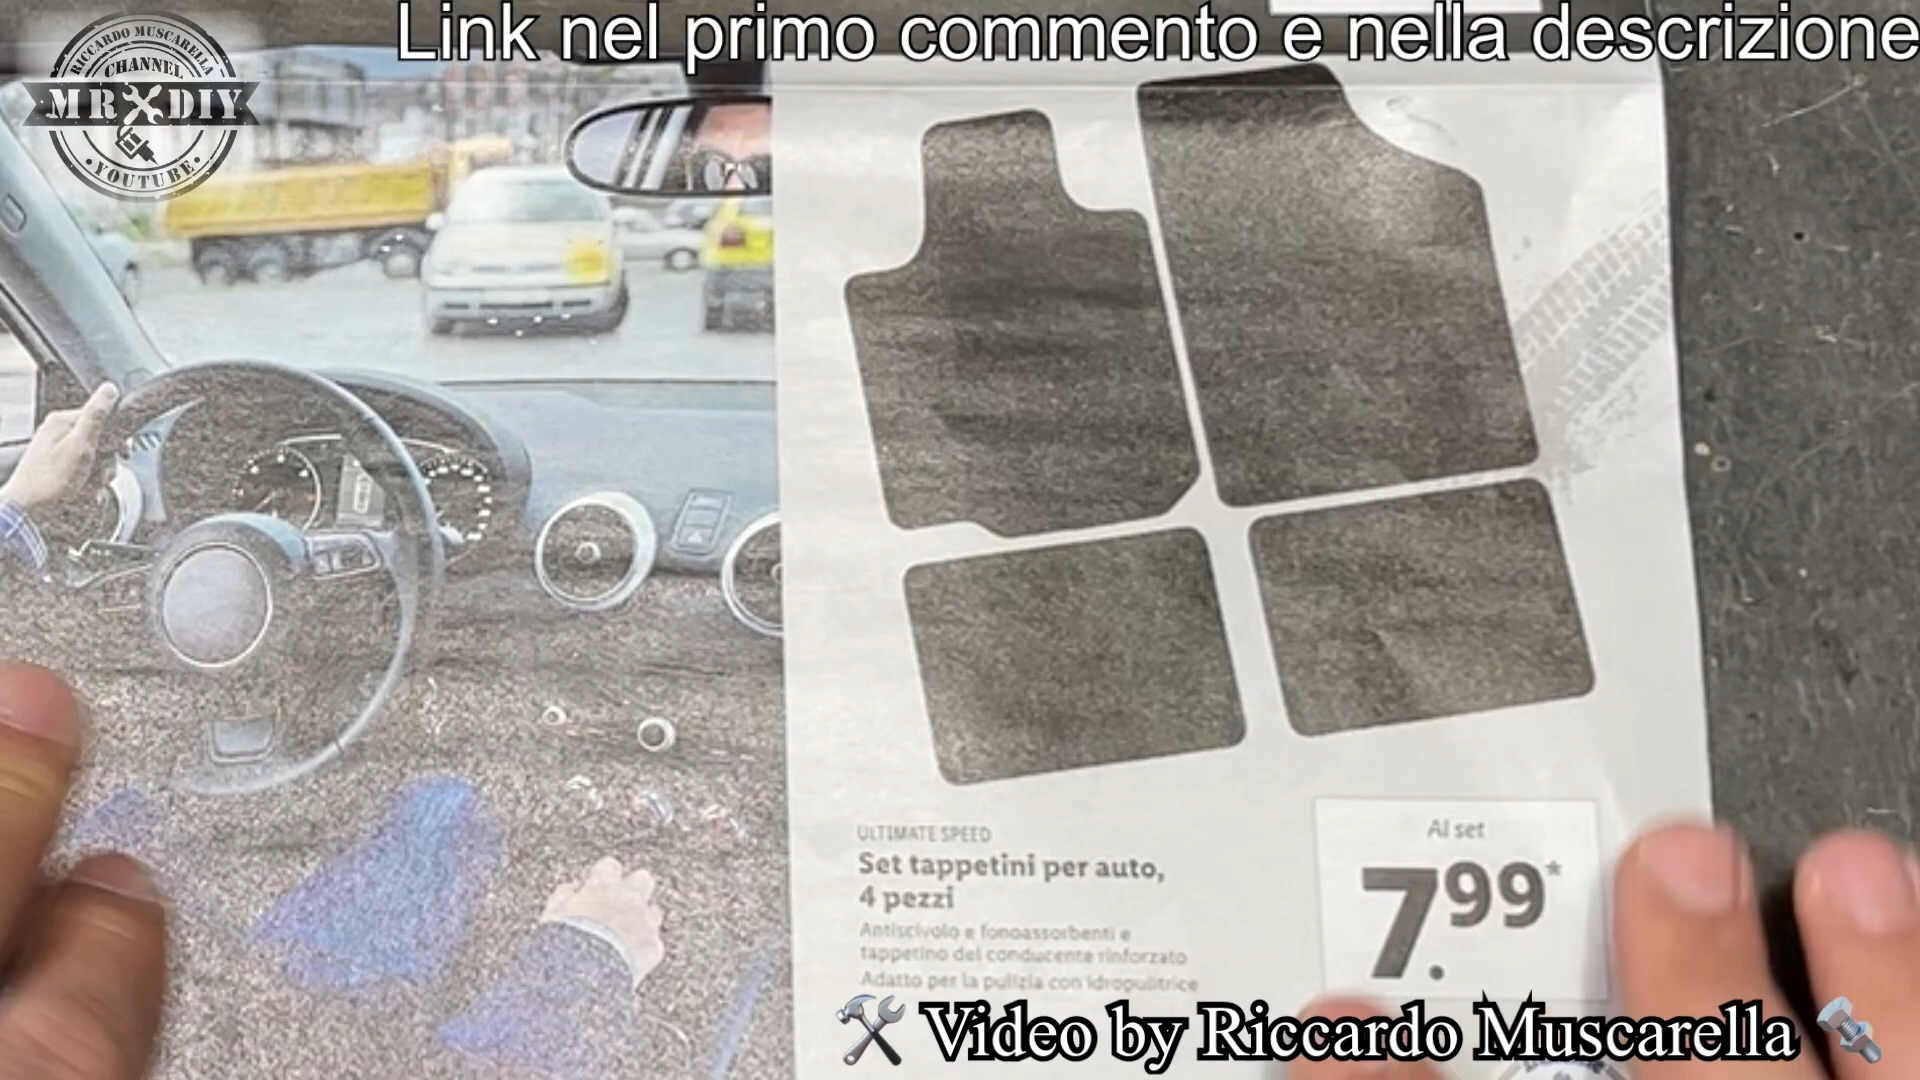 Link nel primo commento e nella descrizione
RICCARDO MUSCARELLA
CHANNEL
MR DIY
YOUTUBE
ULTIMATE SPEED
Set tappetini per auto,
4 pezzi
Antiscivolo e fonoassorbenti e
tappetino del conducente rinforzato
Adatto per la pulizia con idropulitrice
Al set
7.99*
Video by Riccardo Muscarella